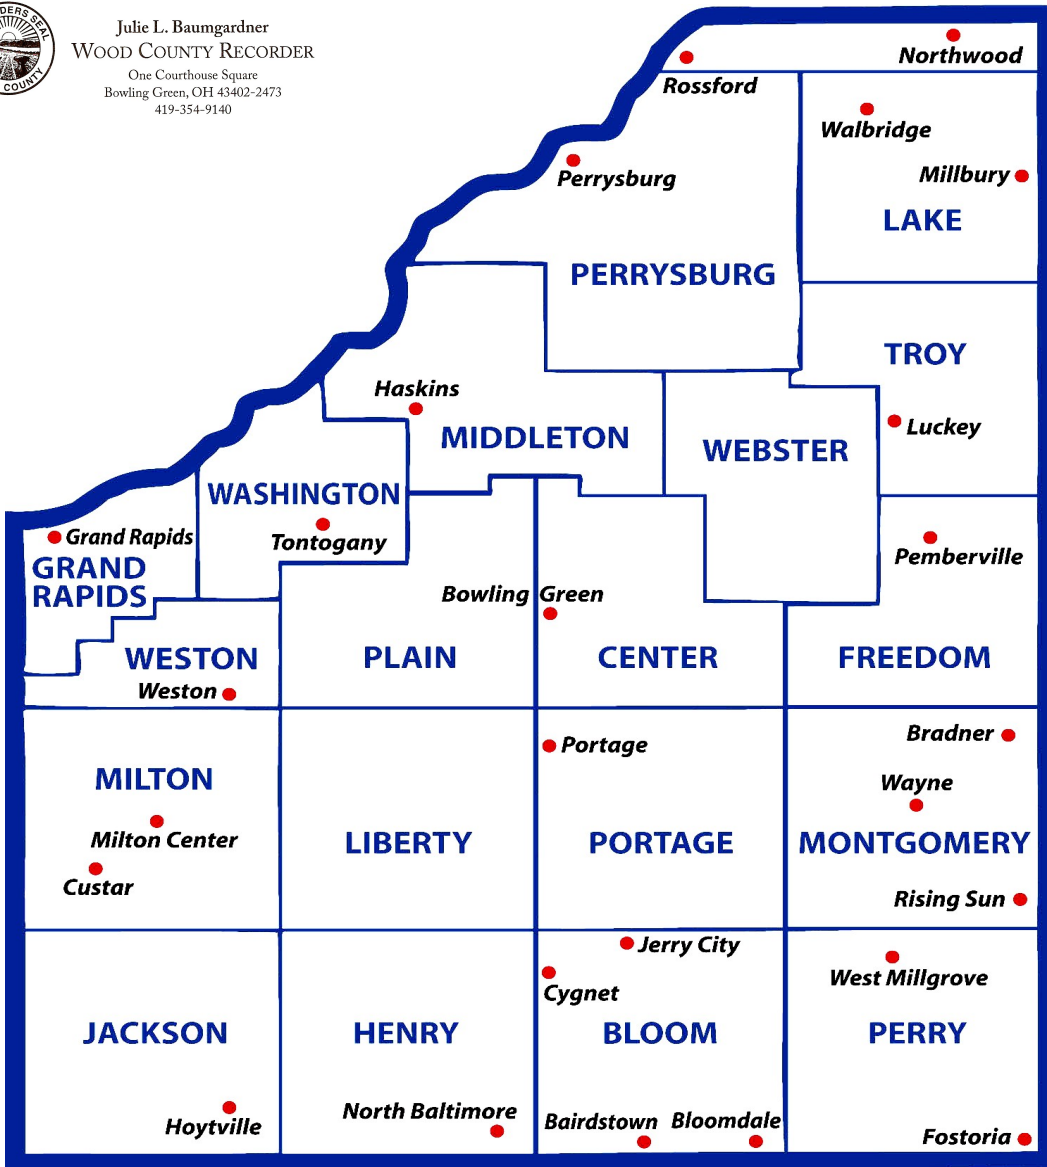 DERS SEAL
COUNTY
Julie L. Baumgardner
WOOD COUNTY RECORDER
One Courthouse Square
Bowling Green, OH 43402-2473
419-354-9140
Northwood
Rossford
Walbridge
Perrysburg
Millbury
LAKE
PERRYSBURG
TROY
Haskins
Luckey
MIDDLETON
WEBSTER
WASHINGTON
Grand Rapids
Tontogany
Pemberville
GRAND
RAPIDS
Bowling Green
WESTON
PLAIN
CENTER
FREEDOM
Weston
Bradner
Portage
MILTON
Wayne
Milton Center
LIBERTY
PORTAGE
MONTGOMERY
Custar
Rising Sun
Jerry City
West Millgrove
Cygnet
JACKSON
HENRY
BLOOM
PERRY
North Baltimore
Hoytville
Bairdstown
Bloomdale
Fostoria